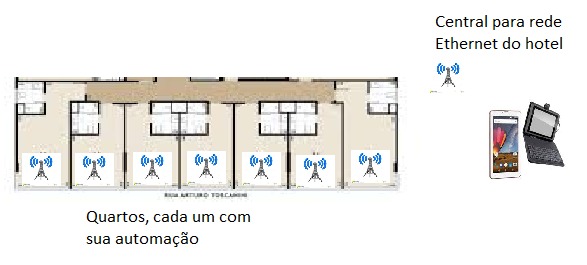 Central para rede
Ethernet do hotel
RUA ARTURO TOSCANINI
Quartos, cada um com
sua automação